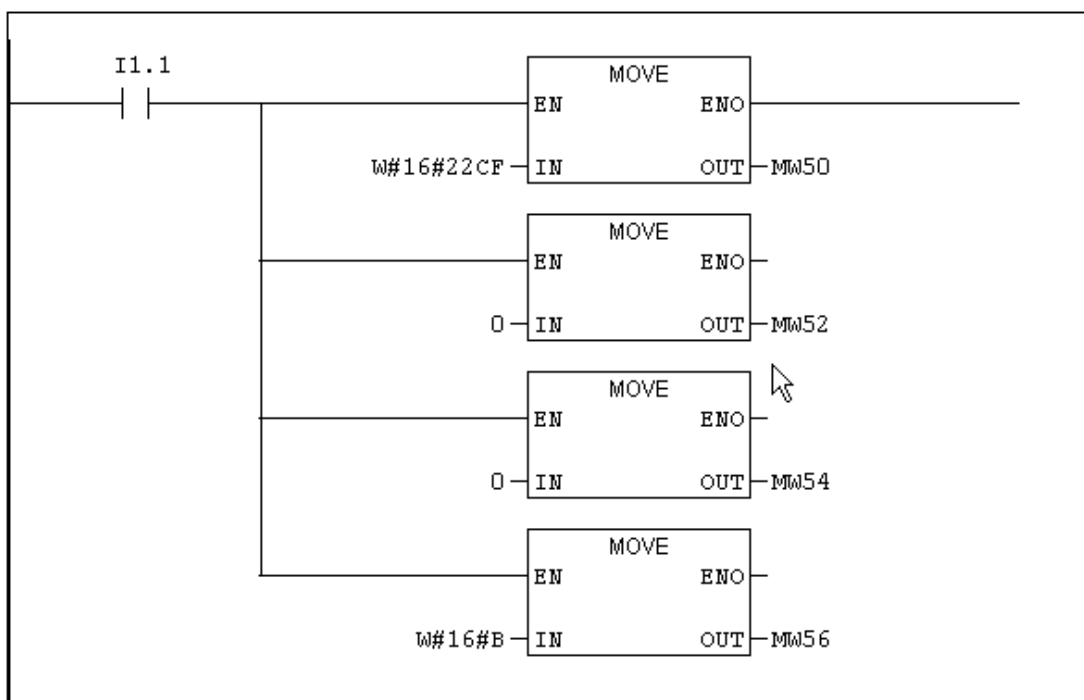 I1.1
MOVE
EN ENO
W#16#22CF IN OUT MW50
MOVE
EN ENO
0 IN OUT MW52
MOVE
EN ENO
0 IN OUT MW54
MOVE
EN ENO
W#16#B IN OUT MW56